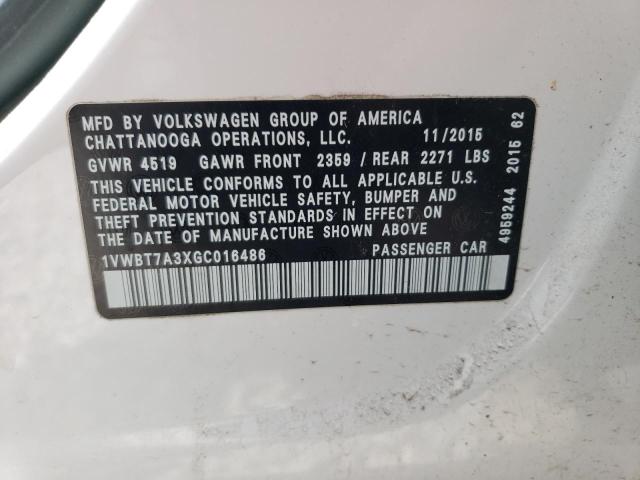 MFD BY VOLKSWAGEN GROUP OF AMERICA
CHATTANOOGA OPERATIONS, LLC. 11/2015
GVWR 4519 GAWR FRONT 2359 / REAR 2271 LBS
THIS VEHICLE CONFORMS TO ALL APPLICABLE U.S.
FEDERAL MOTOR VEHICLE SAFETY, BUMPER AND
THEFT PREVENTION STANDARDS IN EFFECT ON
THE DATE OF MANUFACTURE SHOWN ABOVE
1VWBT7A3XGC016486 PASSENGER CAR
4959244 2015 62